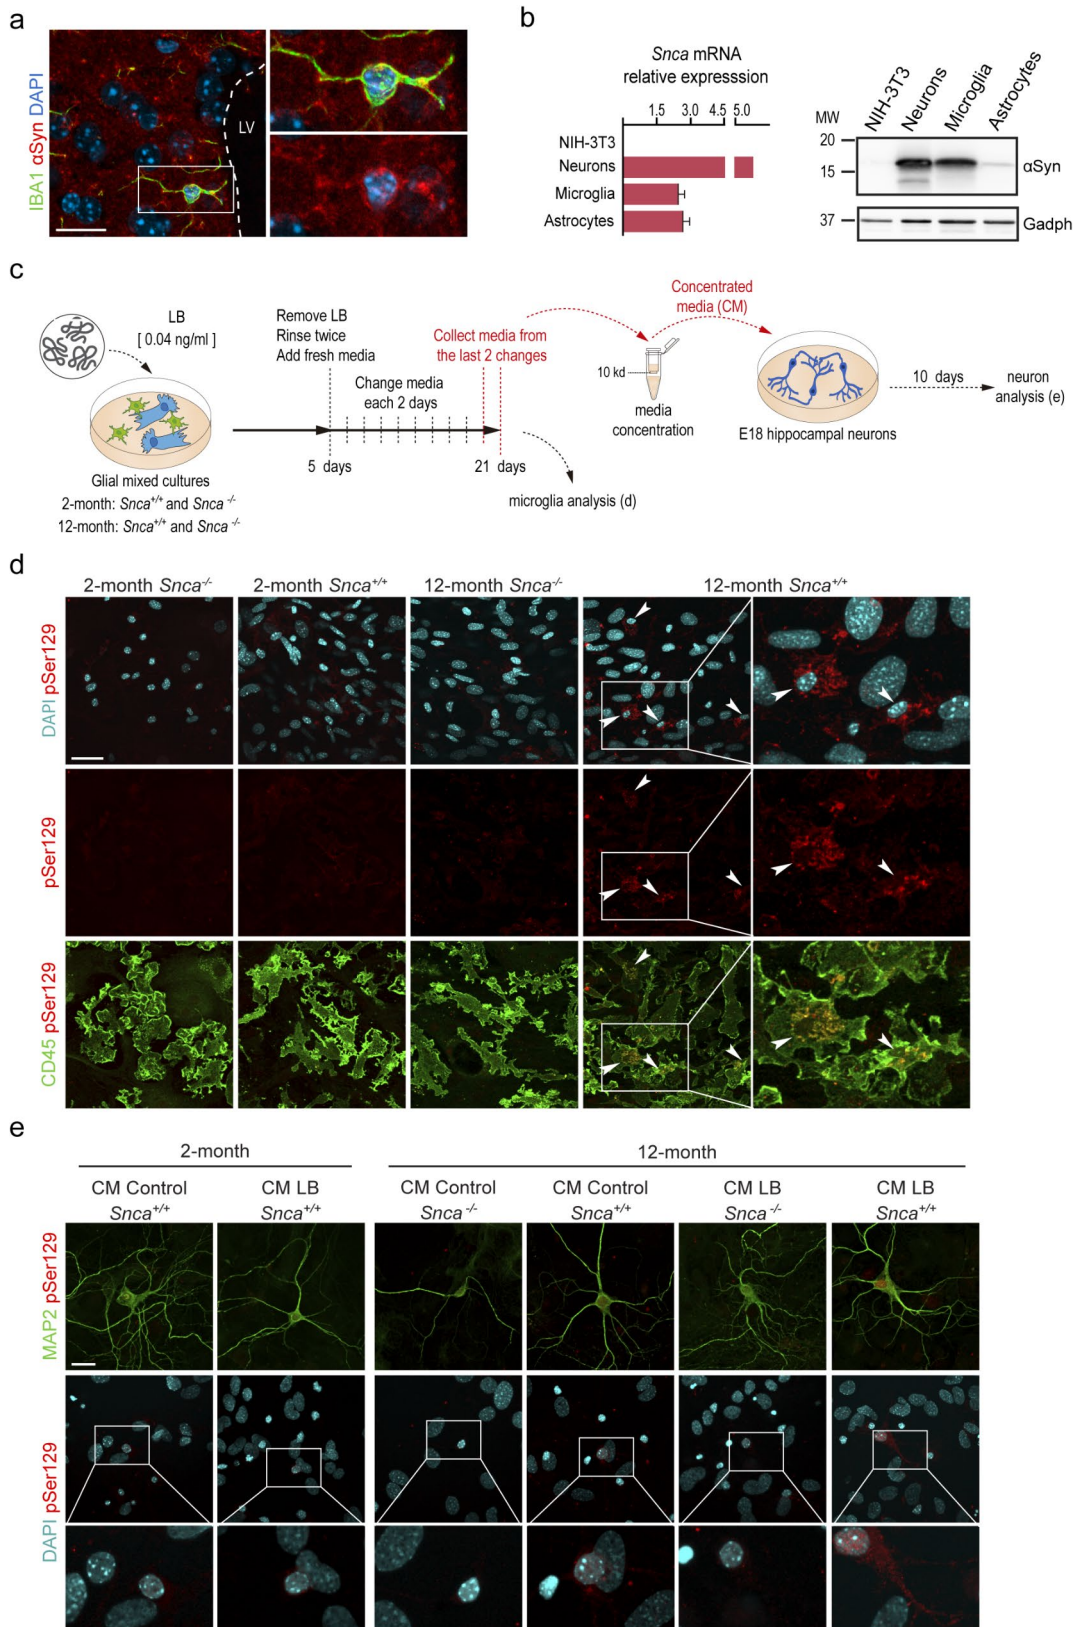 a
IBA1 αSyn DAPI
LV
b
Snca mRNA
relative expresssion
1.5 3.0 4.5 5.0
NIH-3T3
Neurons
Microglia
Astrocytes
MW
NIH-3T3
Neurons
Microglia
Astrocytes
20
15
αSyn
37
Gadph
c
LB
[ 0.04 ng/ml ]
Glial mixed cultures
2-month: Snca+/+ and Snca -/-
12-month: Snca+/+ and Snca -/-
Remove LB
Rinse twice
Add fresh media
Change media
each 2 days
5 days
Collect media from
the last 2 changes
21 days
microglia analysis (d)
10 kd
media
concentration
Concentrated
media (CM)
E18 hippocampal neurons
10 days
neuron
analysis (e)
d
2-month Snca-/-
2-month Snca+/+
12-month Snca-/-
12-month Snca+/+
DAPI pSer129
pSer129
CD45 pSer129
e
2-month
12-month
CM Control
Snca+/+
CM LB
Snca+/+
CM Control
Snca -/-
CM Control
Snca+/+
CM LB
Snca -/-
CM LB
Snca+/+
MAP2 pSer129
DAPI pSer129